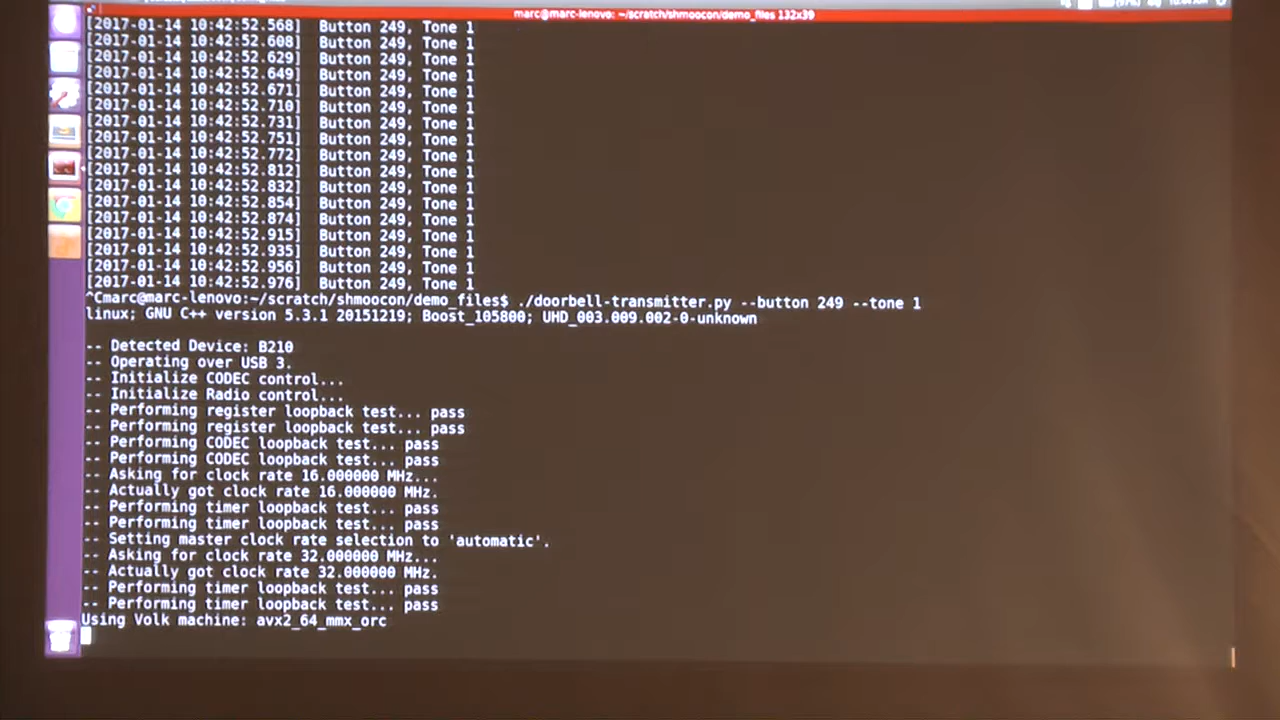 marc@marc-lenovo: ~/scratch/shmoocon/demo_files 132x39
[2017-01-14 10:42:52.568] Button 249, Tone 1
[2017-01-14 10:42:52.608] Button 249, Tone 1
[2017-01-14 10:42:52.629] Button 249, Tone 1
[2017-01-14 10:42:52.649] Button 249, Tone 1
[2017-01-14 10:42:52.671] Button 249, Tone 1
[2017-01-14 10:42:52.710] Button 249, Tone 1
[2017-01-14 10:42:52.731] Button 249, Tone 1
[2017-01-14 10:42:52.751] Button 249, Tone 1
[2017-01-14 10:42:52.772] Button 249, Tone 1
[2017-01-14 10:42:52.812] Button 249, Tone 1
[2017-01-14 10:42:52.832] Button 249, Tone 1
[2017-01-14 10:42:52.854] Button 249, Tone 1
[2017-01-14 10:42:52.874] Button 249, Tone 1
[2017-01-14 10:42:52.915] Button 249, Tone 1
[2017-01-14 10:42:52.935] Button 249, Tone 1
[2017-01-14 10:42:52.956] Button 249, Tone 1
[2017-01-14 10:42:52.976] Button 249, Tone 1
^Cmarc@marc-lenovo:~/scratch/shmoocon/demo_files$ ./doorbell-transmitter.py --button 249 --tone 1
linux; GNU C++ version 5.3.1 20151219; Boost_105800; UHD_003.009.002-0-unknown
-- Detected Device: B210
-- Operating over USB 3.
-- Initialize CODEC control...
-- Initialize Radio control...
-- Performing register loopback test... pass
-- Performing register loopback test... pass
-- Performing CODEC loopback test... pass
-- Performing CODEC loopback test... pass
-- Asking for clock rate 16.000000 MHz...
-- Actually got clock rate 16.000000 MHz.
-- Performing timer loopback test... pass
-- Performing timer loopback test... pass
-- Setting master clock rate selection to 'automatic'.
-- Asking for clock rate 32.000000 MHz...
-- Actually got clock rate 32.000000 MHz.
-- Performing timer loopback test... pass
-- Performing timer loopback test... pass
Using Volk machine: avx2_64_mmx_orc